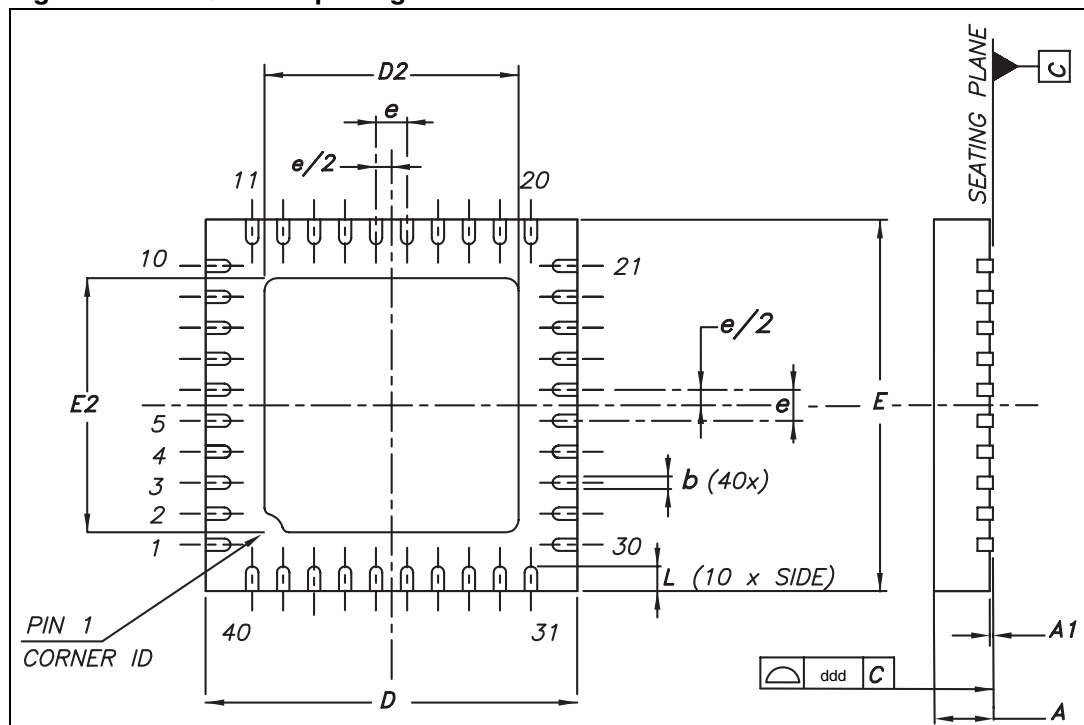 D2
SEATING PLANE
C
e
e/2
11
20
10
21
e/2
E2
e
E
5
4
3
b (40x)
2
1
30
L (10 x SIDE)
PIN 1
CORNER ID
40
31
A1
ddd C
D
A